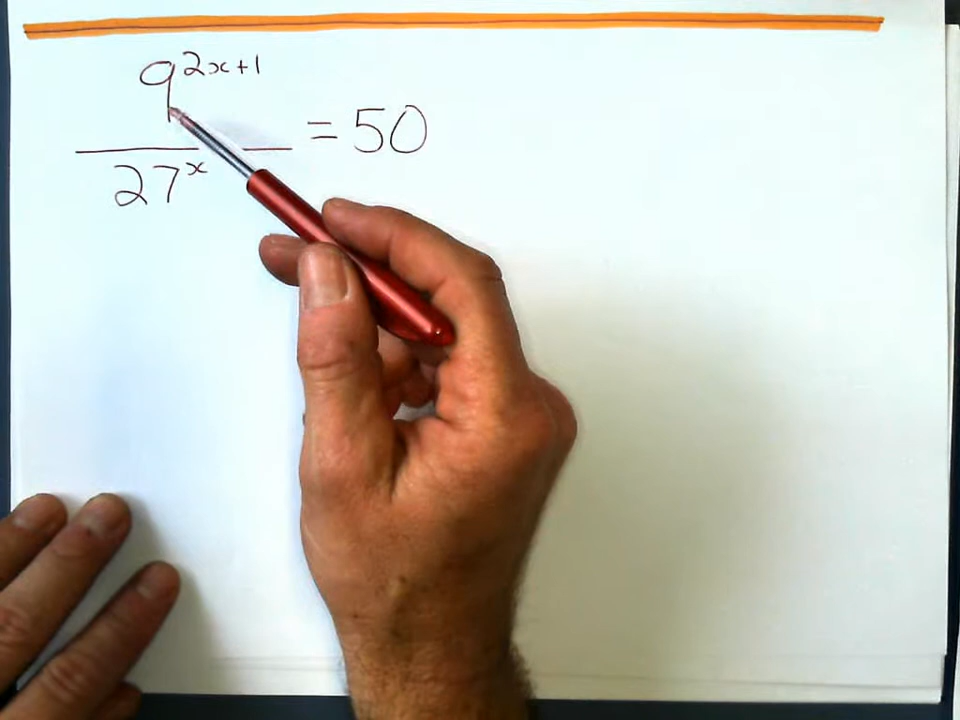 9^{2x+1}
= 50
27^x